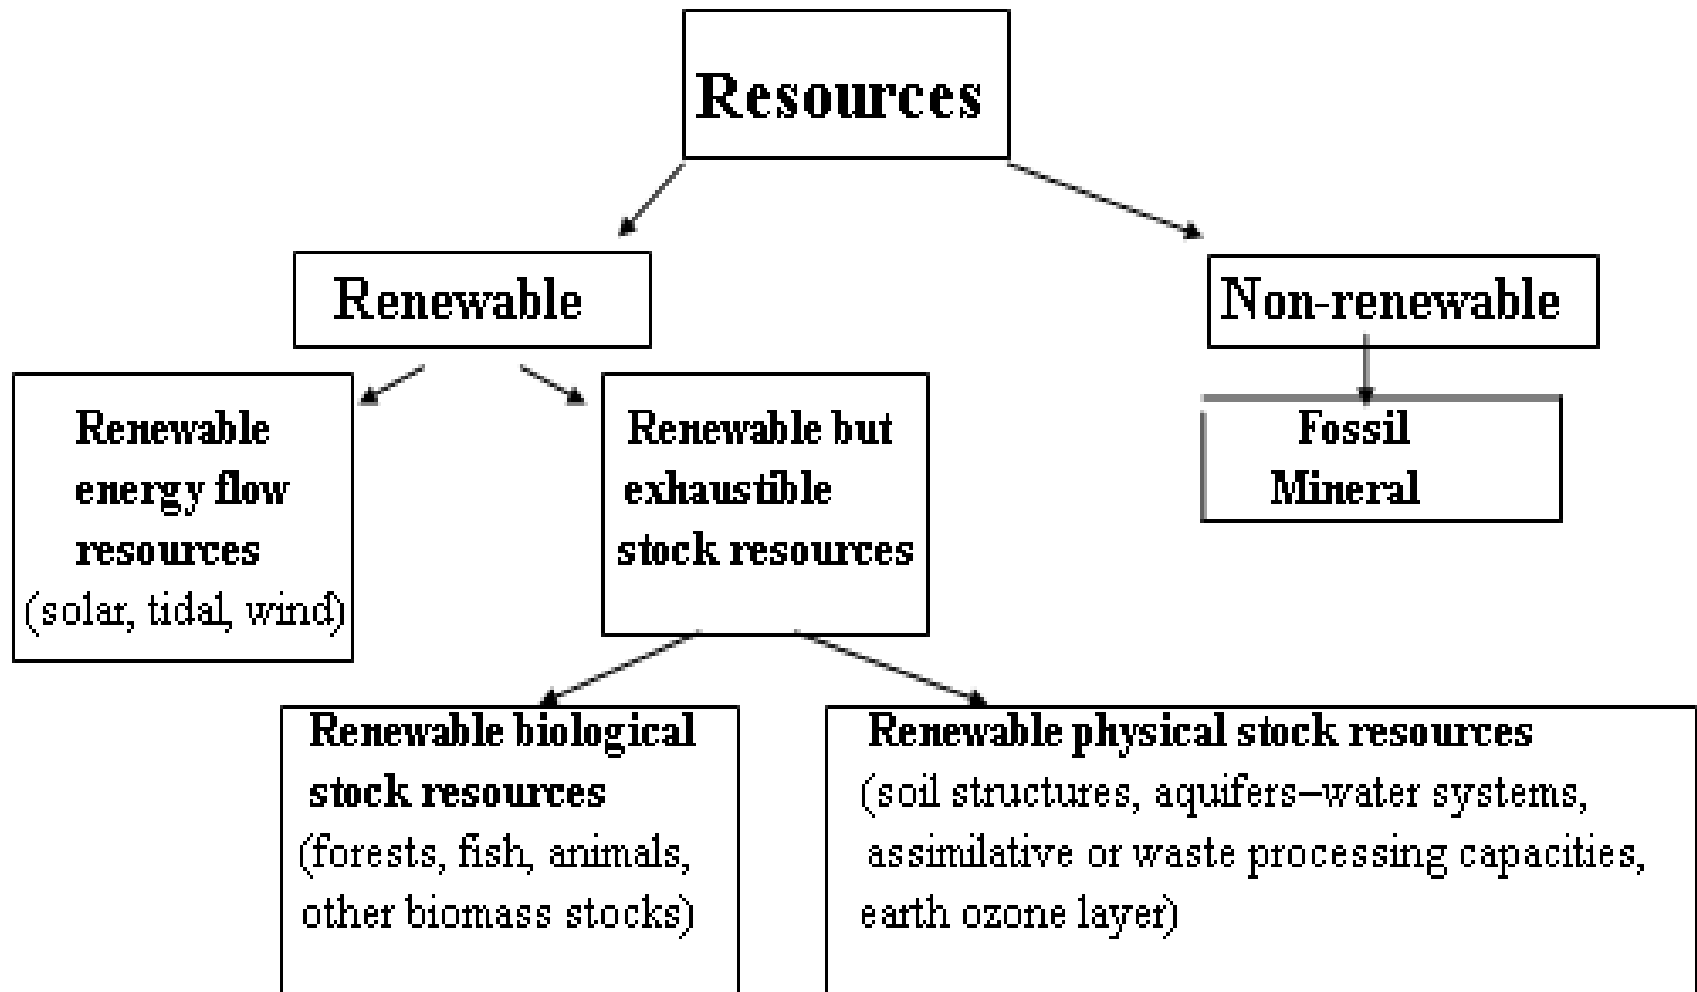 Resources
Renewable
Non-renewable
Renewable
energy flow
resources
(solar, tidal, wind)
Renewable but
exhaustible
stock resources
Fossil
Mineral
Renewable biological
stock resources
(forests, fish, animals,
other biomass stocks)
Renewable physical stock resources
(soil structures, aquifers–water systems,
assimilative or waste processing capacities,
earth ozone layer)